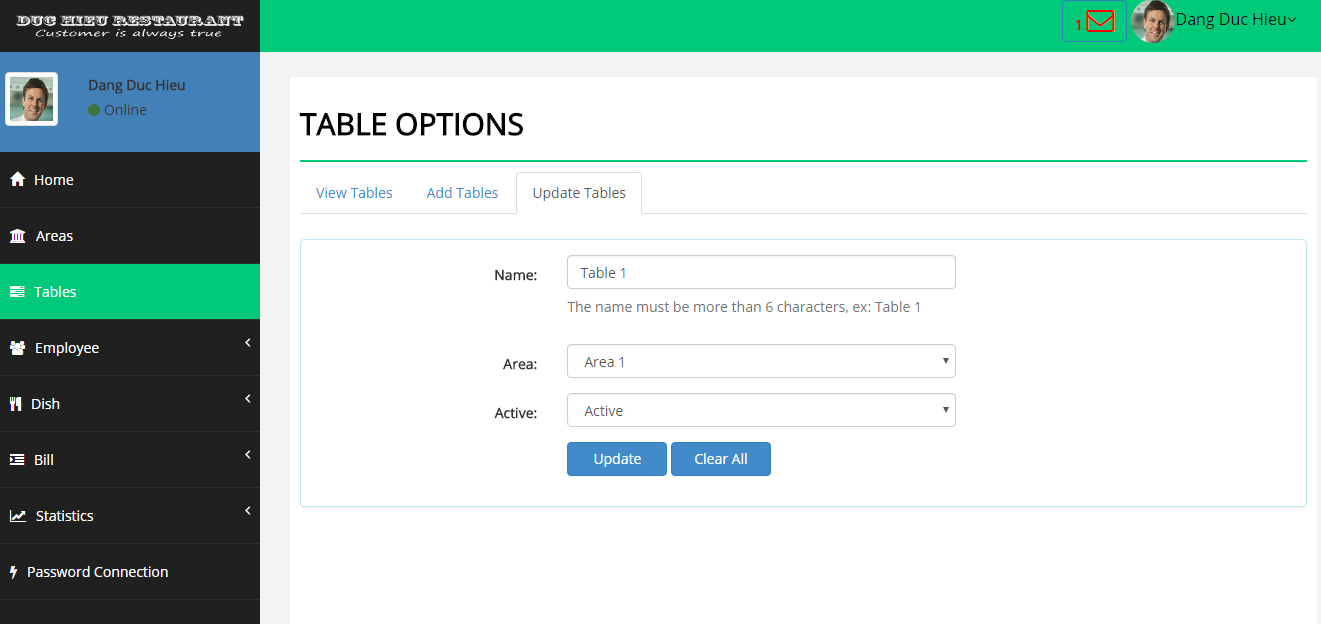 DUC HIEU RESTAURANT
Customer is always true
1
Dang Duc Hieu
Dang Duc Hieu
Online
Home
Areas
Tables
Employee
Dish
Bill
Statistics
Password Connection
TABLE OPTIONS
View Tables Add Tables Update Tables
Name: Table 1
The name must be more than 6 characters, ex: Table 1
Area: Area 1
Active: Active
Update Clear All